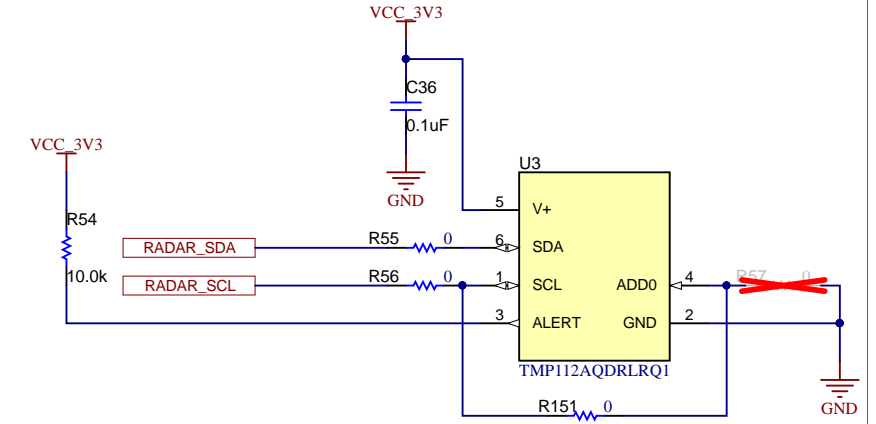 VCC_3V3
C36
0.1uF
GND
VCC_3V3
R54
10.0k
RADAR_SDA
R55 0
RADAR_SCL
R56 0
U3
5 V+
6 SDA
1 SCL
ADD0 4
3 ALERT
GND 2
TMP112AQDRLRQ1
R57 0
R151 0
GND